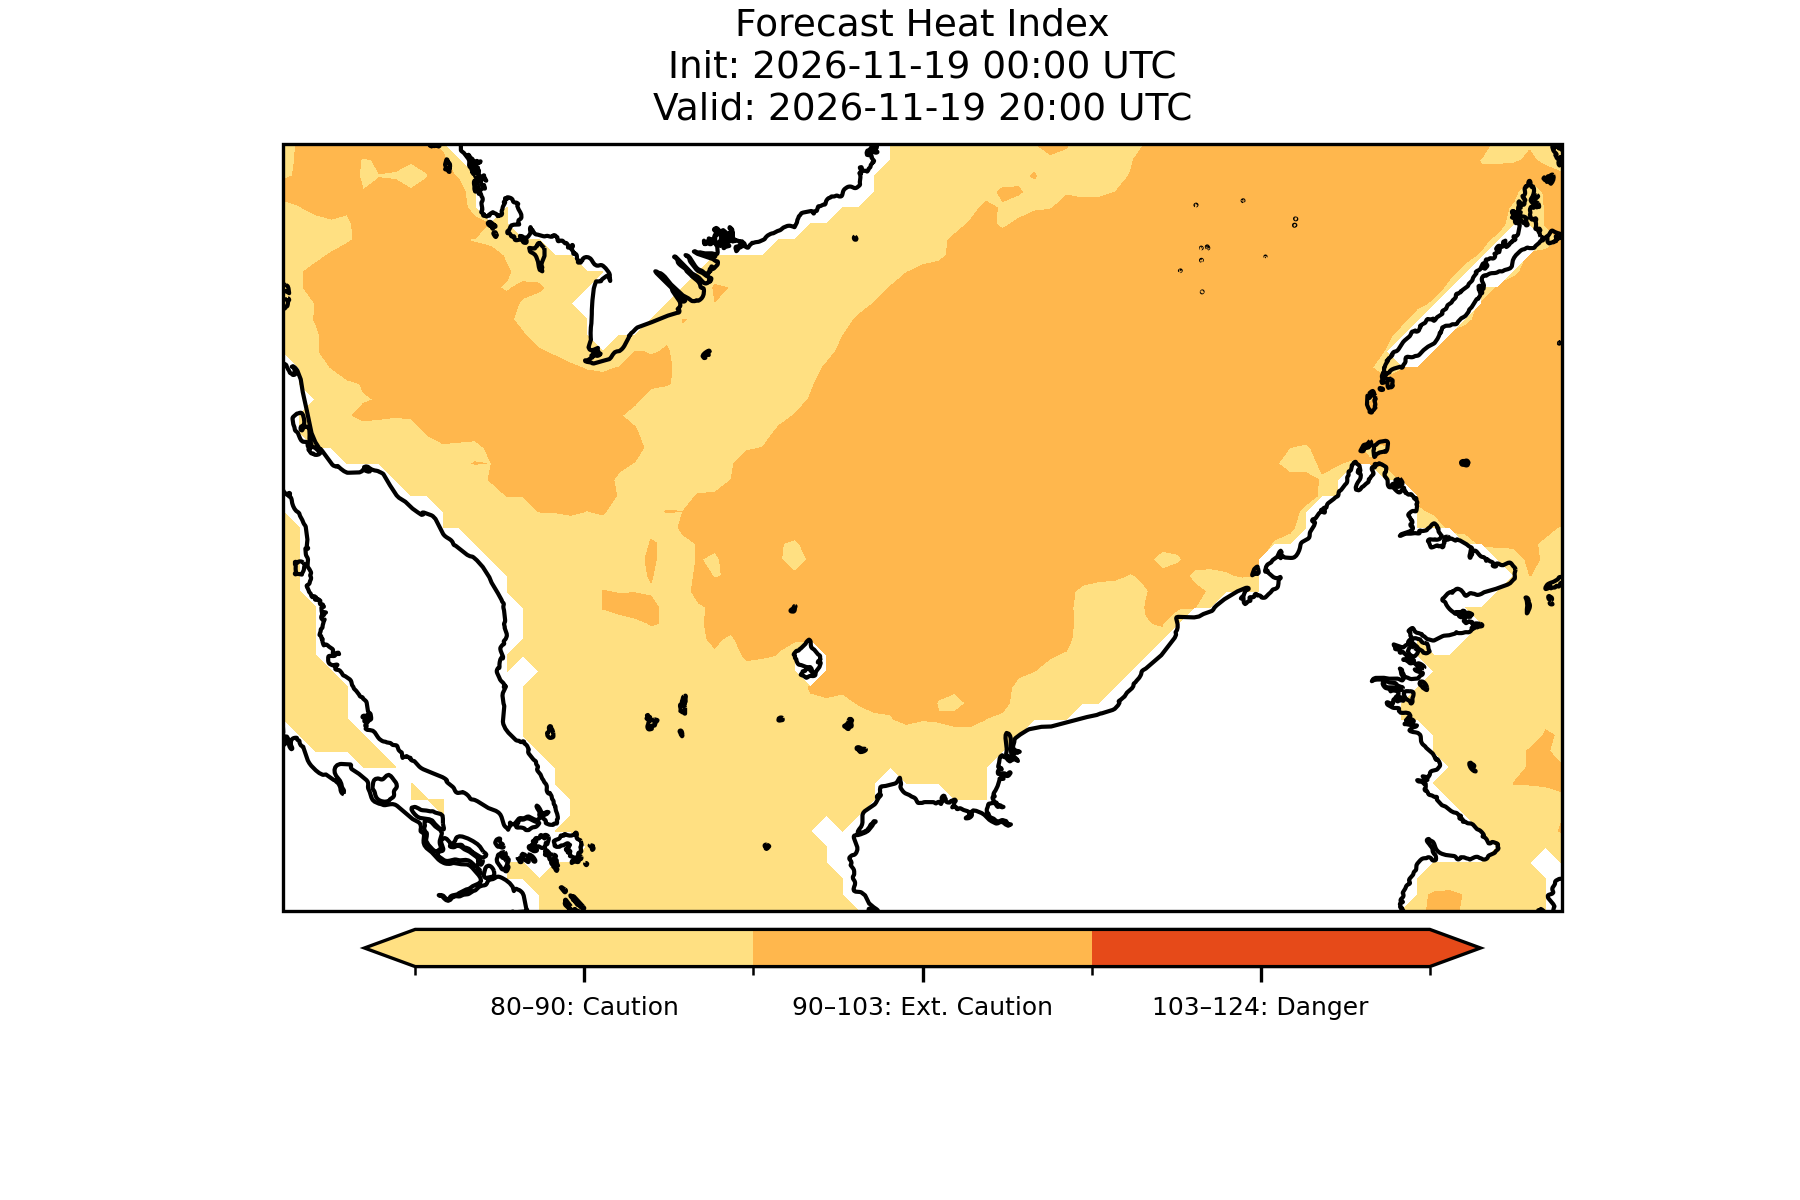 Forecast Heat Index
Init: 2026-11-19 00:00 UTC
Valid: 2026-11-19 20:00 UTC
80–90: Caution
90–103: Ext. Caution
103–124: Danger